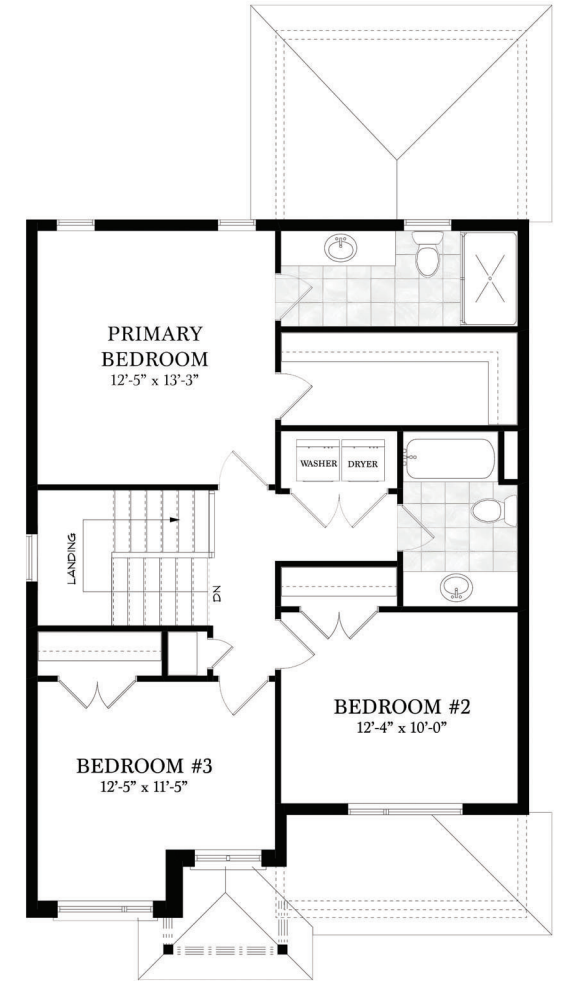 PRIMARY
BEDROOM
12’-5” x 13’-3”
WASHER
DRYER
LANDING
DN
BEDROOM #2
12’-4” x 10’-0”
BEDROOM #3
12’-5” x 11’-5”